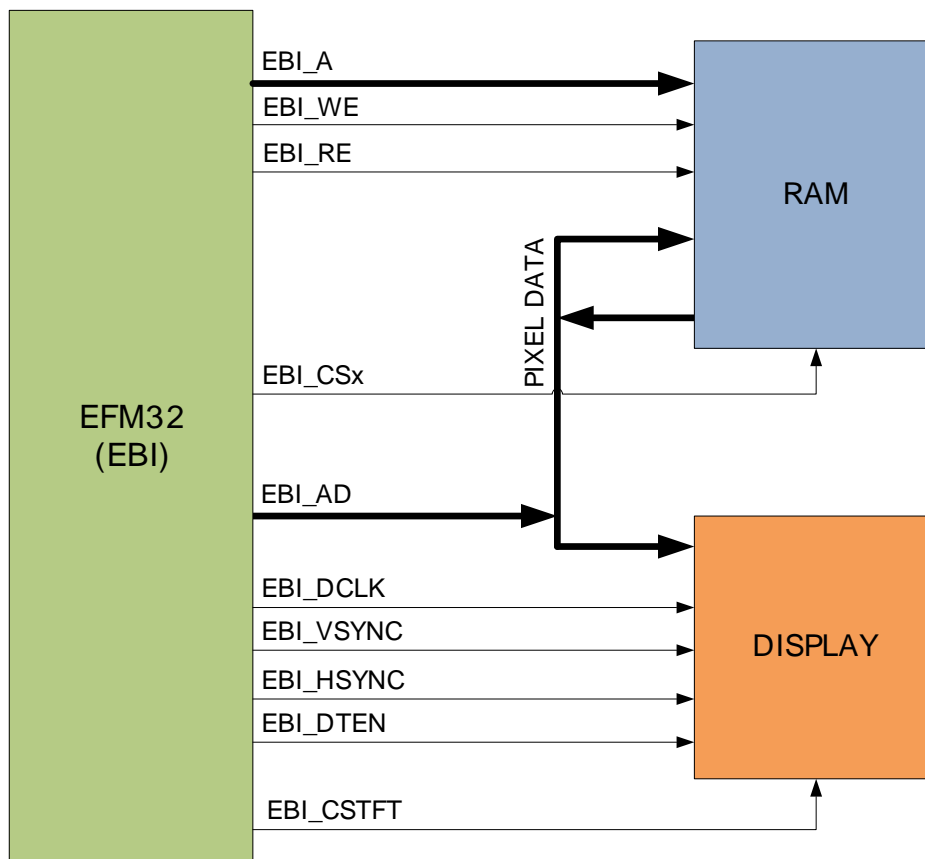 EBI_A
EBI_WE
EBI_RE
RAM
PIXEL DATA
EBI_CSx
EFM32
(EBI)
EBI_AD
EBI_DCLK
EBI_VSYNC
DISPLAY
EBI_HSYNC
EBI_DTEN
EBI_CSTFT